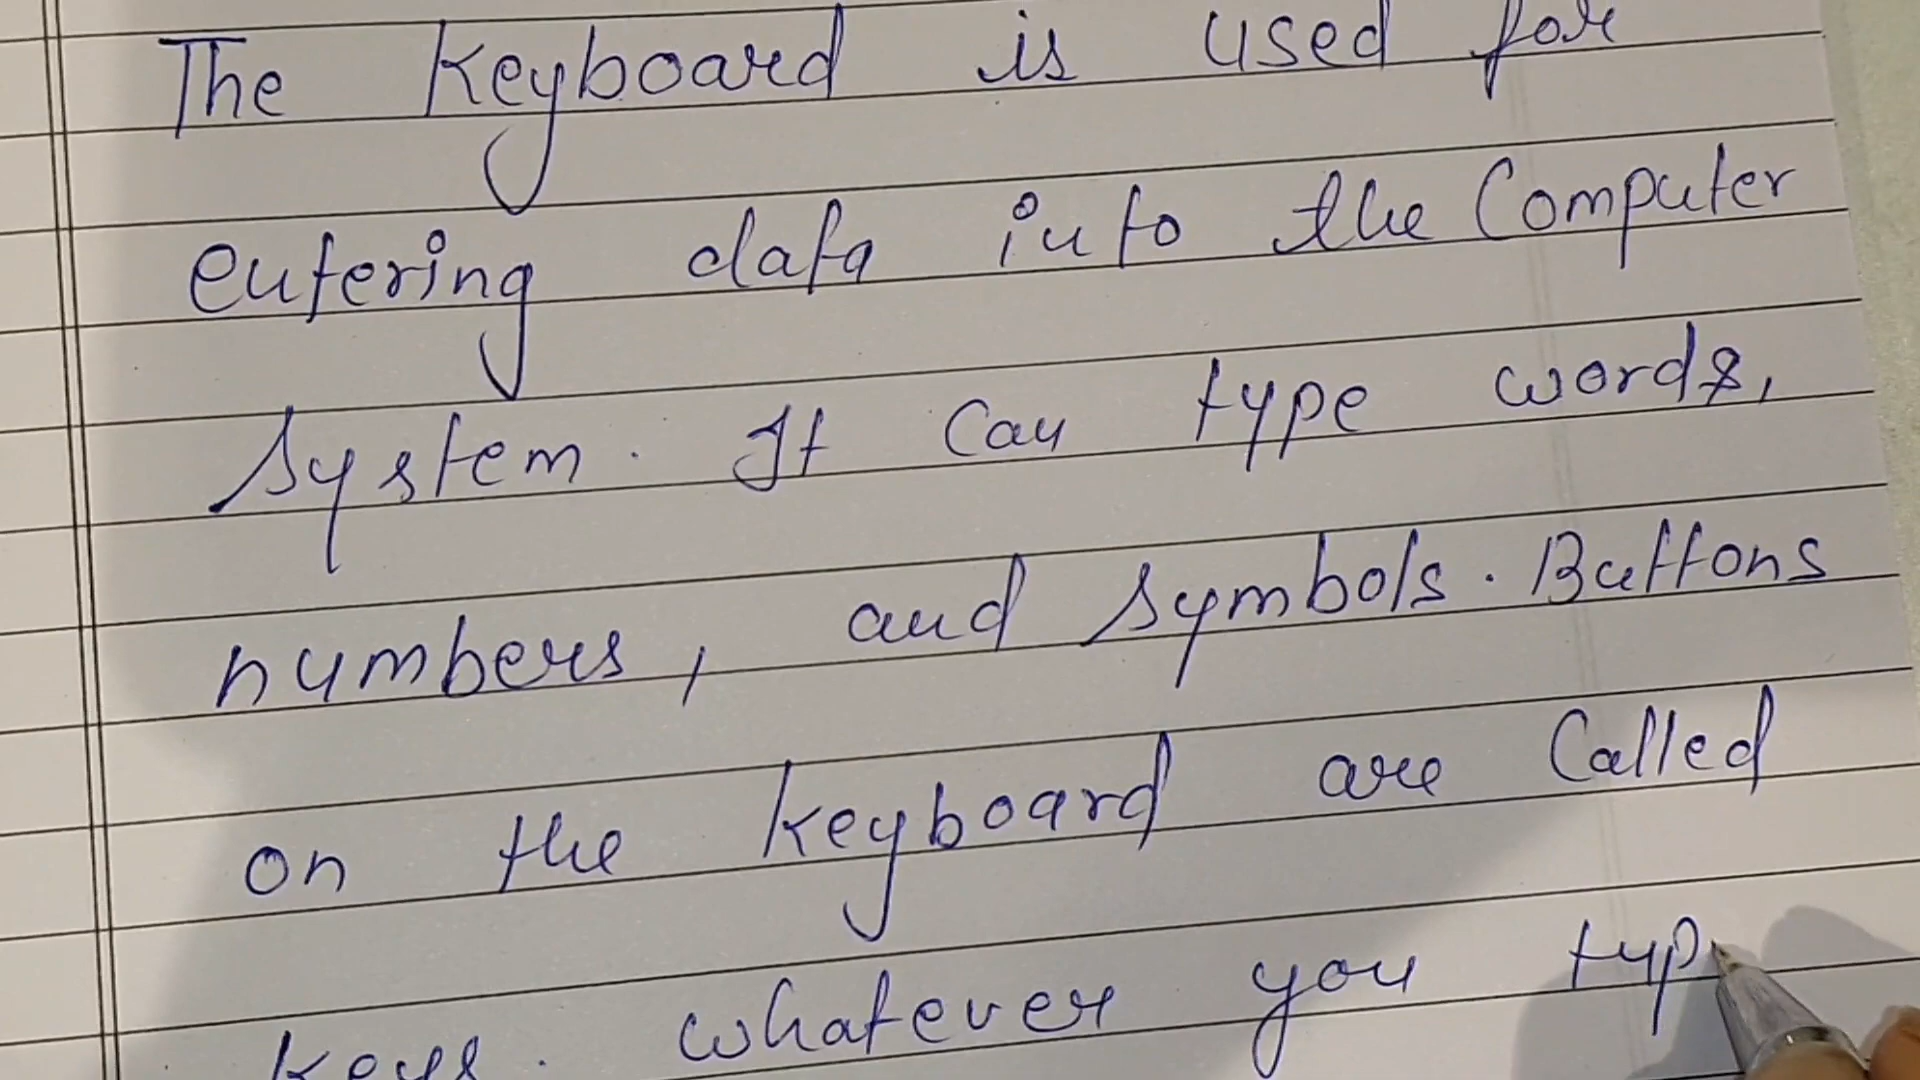 The Keyboard is used for
entering data into the Computer
System. It Can type words,
numbers, and Symbols. Buttons
on the keyboard are Called
keys. whatever you typ